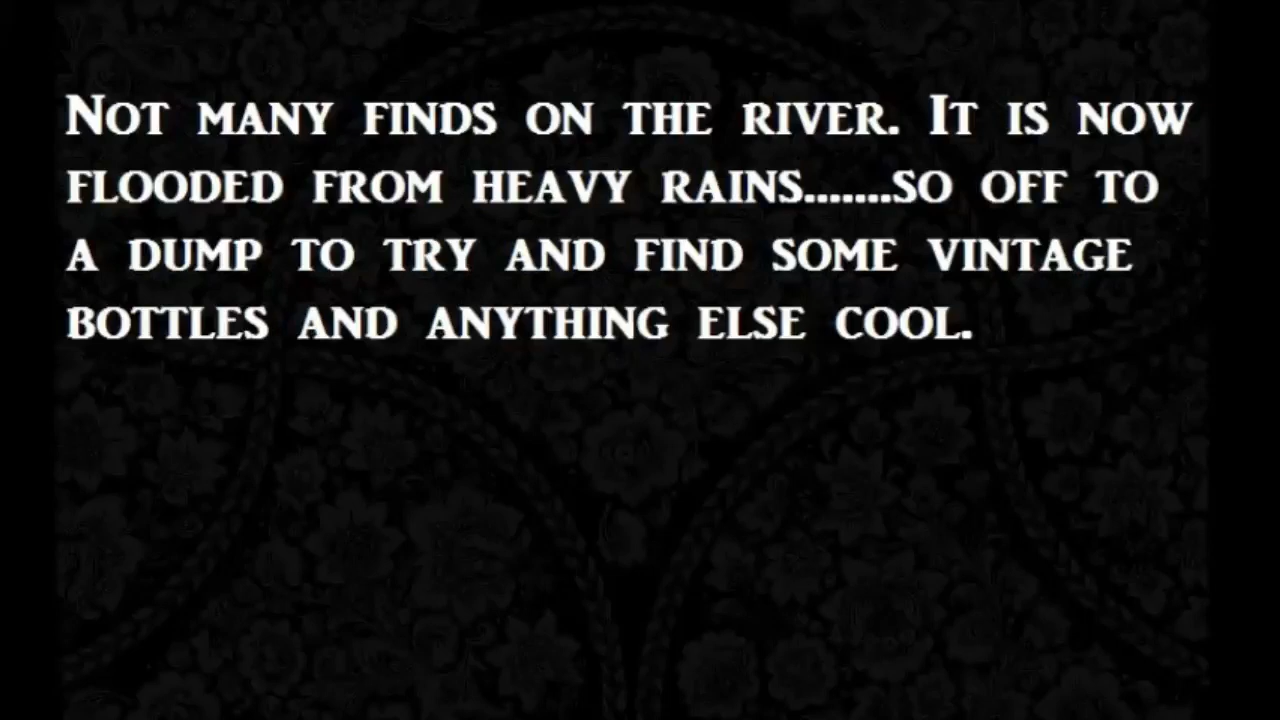 Not many finds on the river. It is now
flooded from heavy rains.......so off to
a dump to try and find some vintage
bottles and anything else cool.